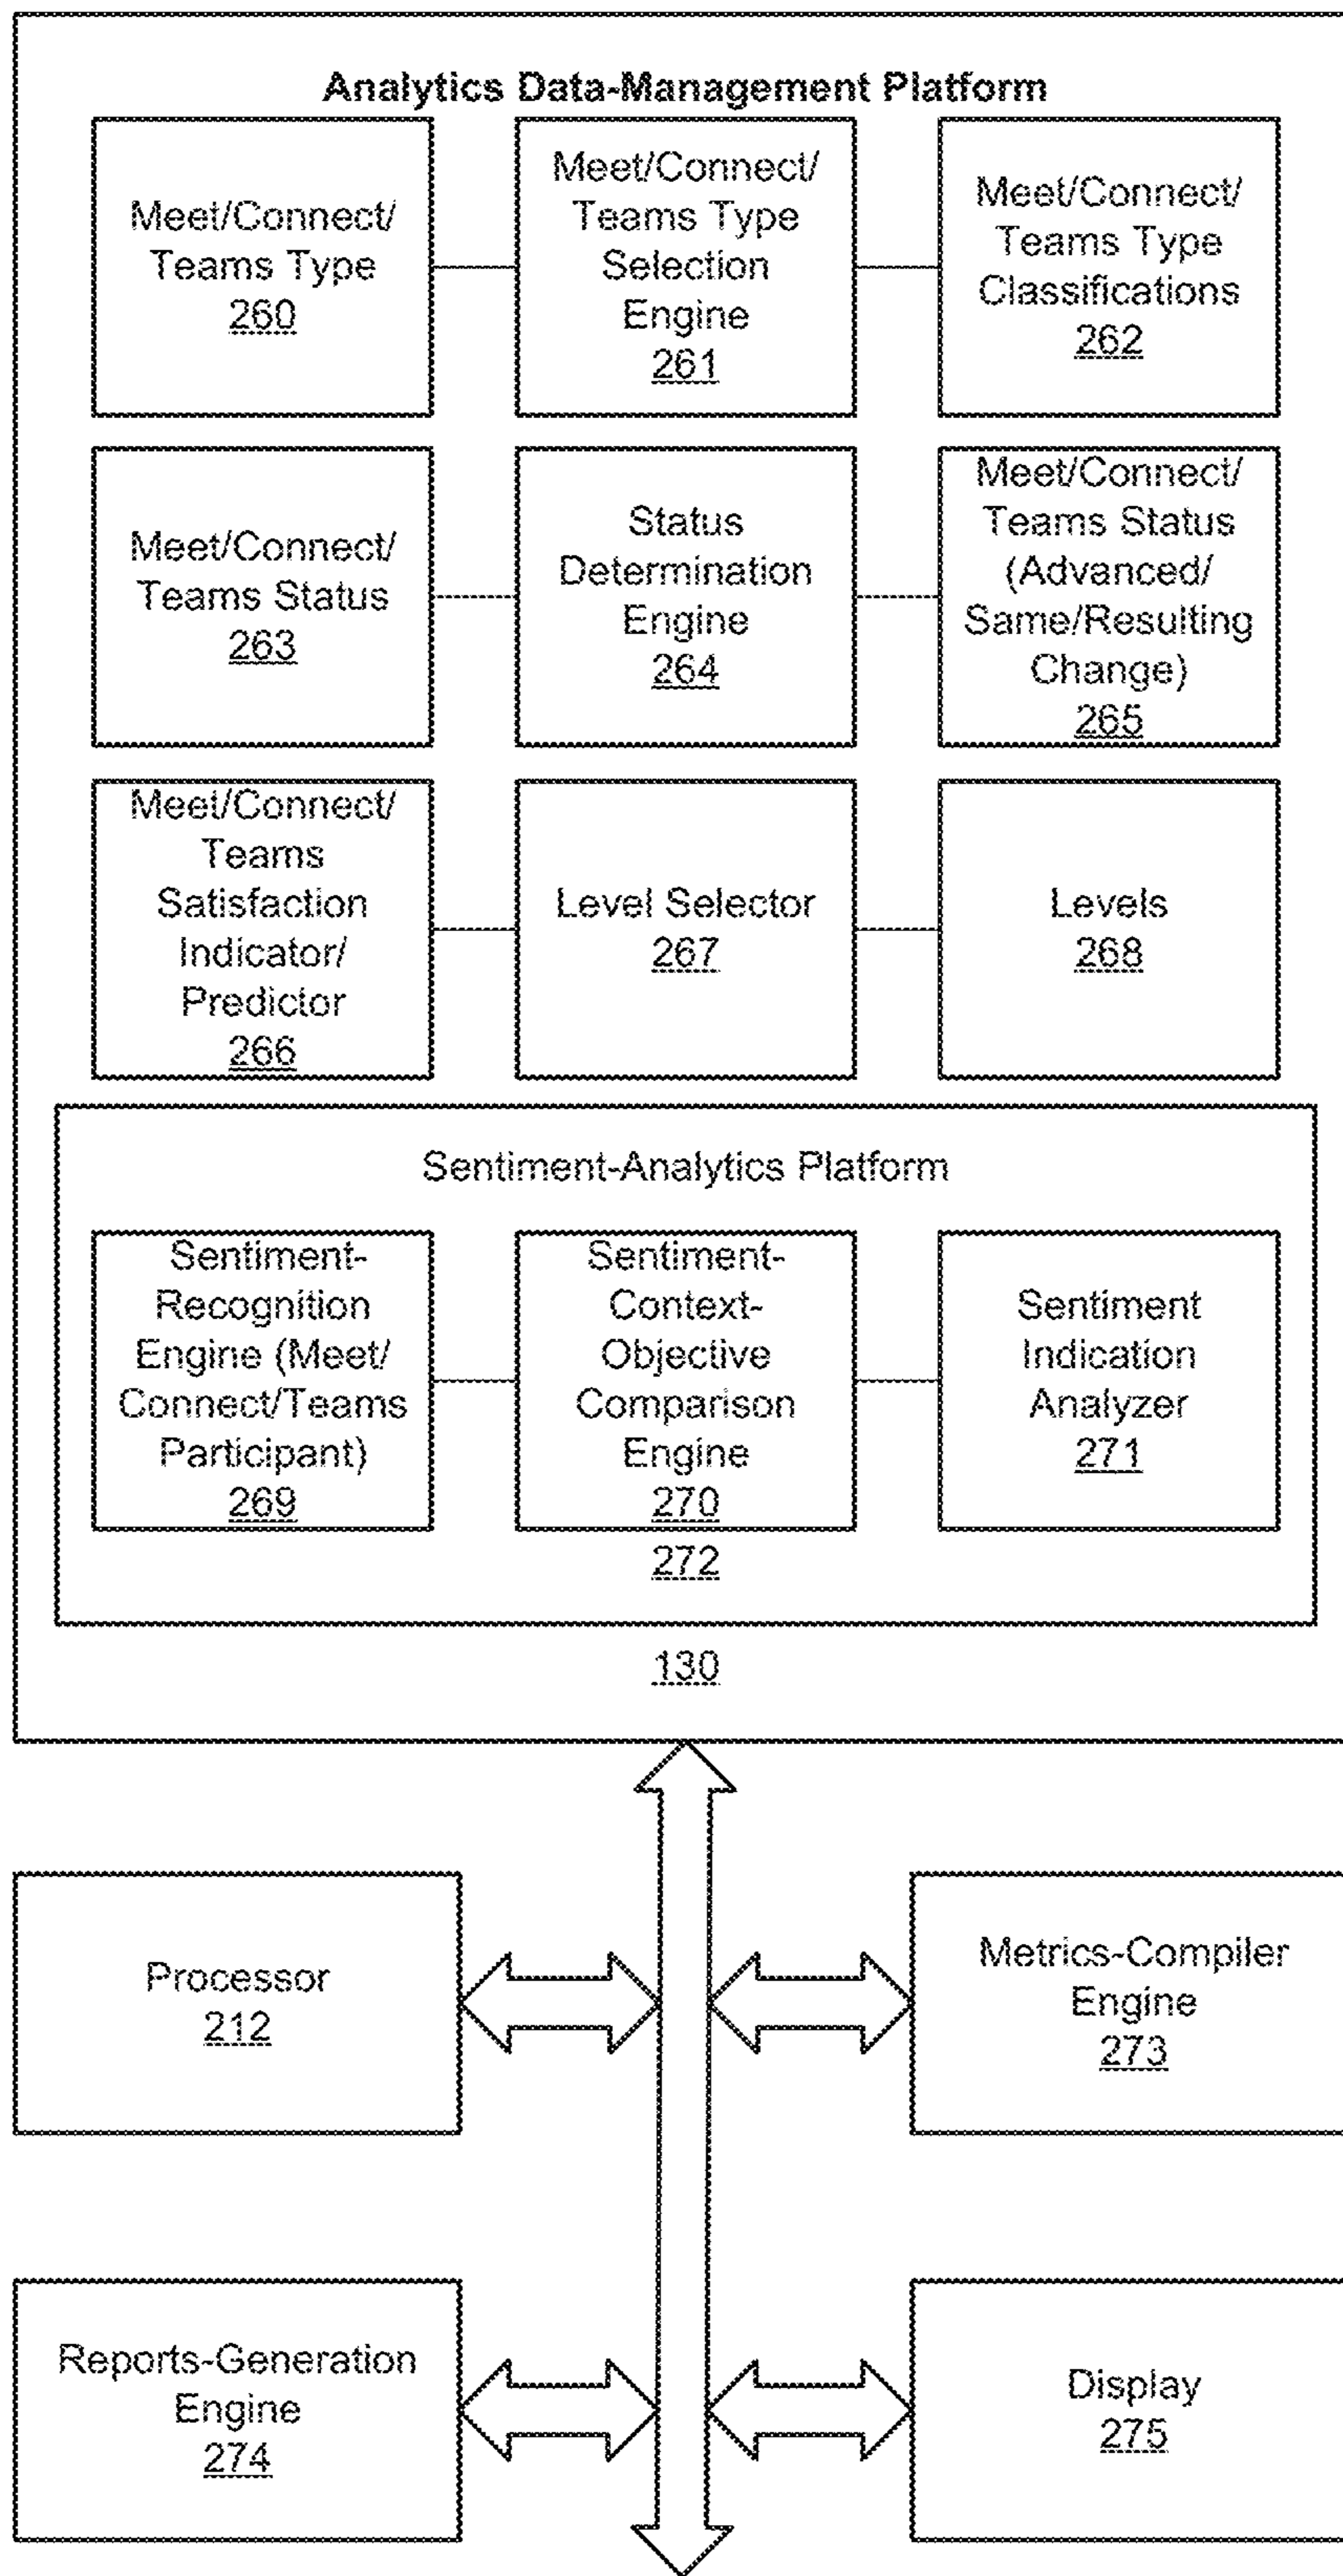 Analytics Data-Management Platform
Meet/Connect/
Teams Type
260
Meet/Connect/
Teams Type
Selection
Engine
261
Meet/Connect/
Teams Type
Classifications
262
Meet/Connect/
Teams Status
263
Status
Determination
Engine
264
Meet/Connect/
Teams Status
(Advanced/
Same/Resulting
Change)
265
Meet/Connect/
Teams
Satisfaction
Indicator/
Predictor
266
Level Selector
267
Levels
268
Sentiment-Analytics Platform
Sentiment-
Recognition
Engine (Meet/
Connect/Teams
Participant)
269
Sentiment-
Context-
Objective
Comparison
Engine
270
Sentiment
Indication
Analyzer
271
272
130
Processor
212
Metrics-Compiler
Engine
273
Reports-Generation
Engine
274
Display
275